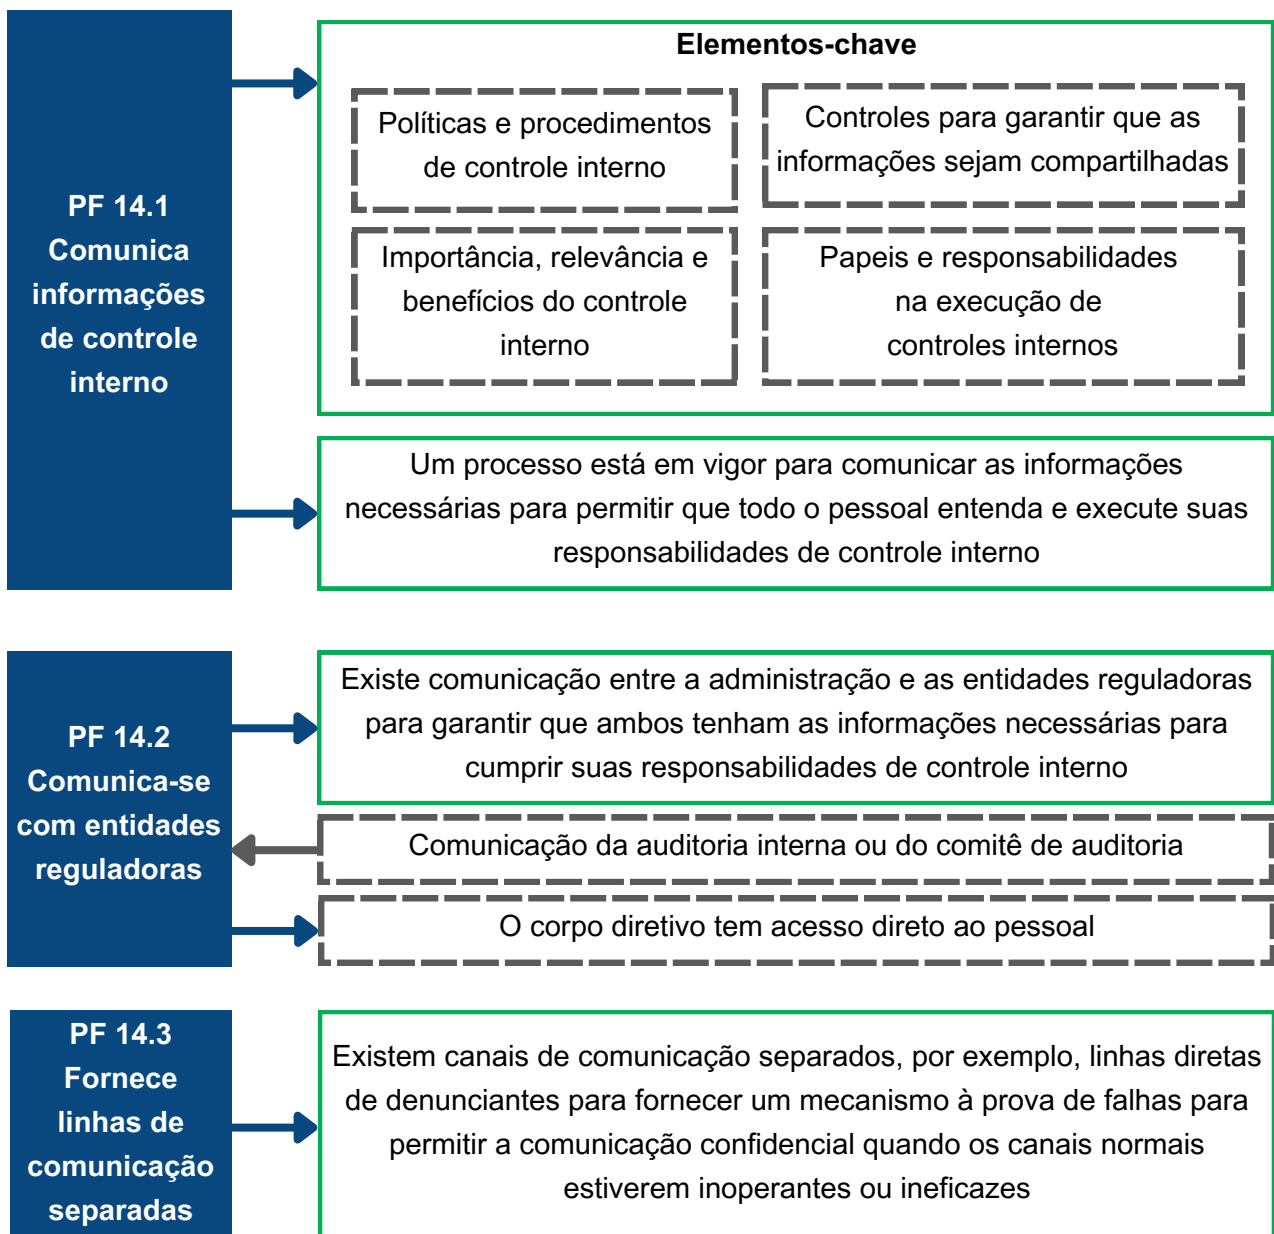 PF 14.1
Comunica
informações
de controle
interno
Elementos-chave
Políticas e procedimentos
de controle interno
Controles para garantir que as
informações sejam compartilhadas
Importância, relevância e
benefícios do controle
interno
Papeis e responsabilidades
na execução de
controles internos
Um processo está em vigor para comunicar as informações
necessárias para permitir que todo o pessoal entenda e execute suas
responsabilidades de controle interno
PF 14.2
Comunica-se
com entidades
reguladoras
Existe comunicação entre a administração e as entidades reguladoras
para garantir que ambos tenham as informações necessárias para
cumprir suas responsabilidades de controle interno
Comunicação da auditoria interna ou do comitê de auditoria
O corpo diretivo tem acesso direto ao pessoal
PF 14.3
Fornece
linhas de
comunicação
separadas
Existem canais de comunicação separados, por exemplo, linhas diretas
de denunciantes para fornecer um mecanismo à prova de falhas para
permitir a comunicação confidencial quando os canais normais
estiverem inoperantes ou ineficazes